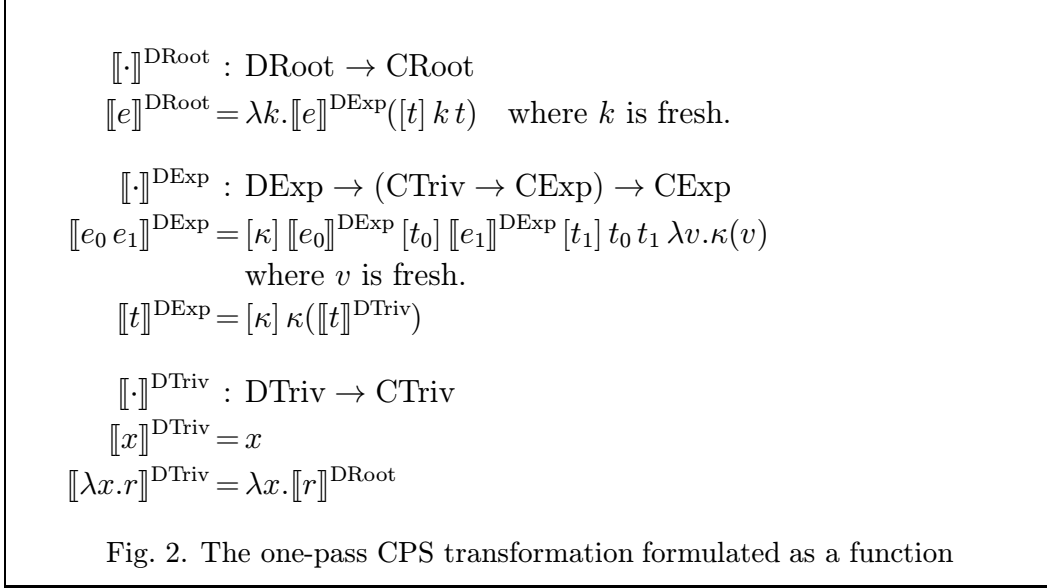 ⟦·⟧^DRoot : DRoot → CRoot
⟦e⟧^DRoot = λk.⟦e⟧^DExp([t] k t) where k is fresh.
⟦·⟧^DExp : DExp → (CTriv → CExp) → CExp
⟦e₀ e₁⟧^DExp = [κ] ⟦e₀⟧^DExp [t₀] ⟦e₁⟧^DExp [t₁] t₀ t₁ λv.κ(v)
where v is fresh.
⟦t⟧^DExp = [κ] κ(⟦t⟧^DTriv)
⟦·⟧^DTriv : DTriv → CTriv
⟦x⟧^DTriv = x
⟦λx.r⟧^DTriv = λx.⟦r⟧^DRoot
Fig. 2. The one-pass CPS transformation formulated as a function